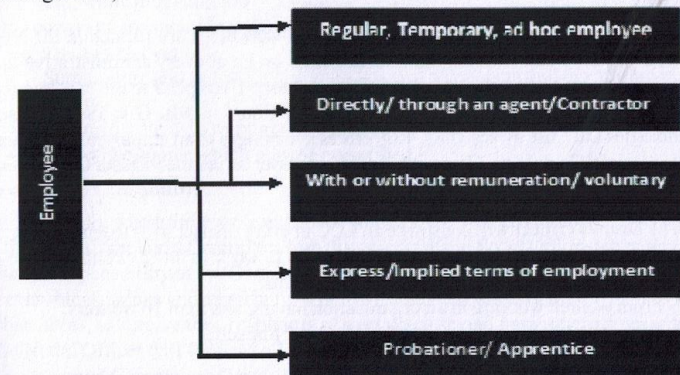 Employee
Regular, Temporary, ad hoc employee
Directly/ through an agent/Contractor
With or without remuneration/ voluntary
Express/Implied terms of employment
Probationer/ Apprentice